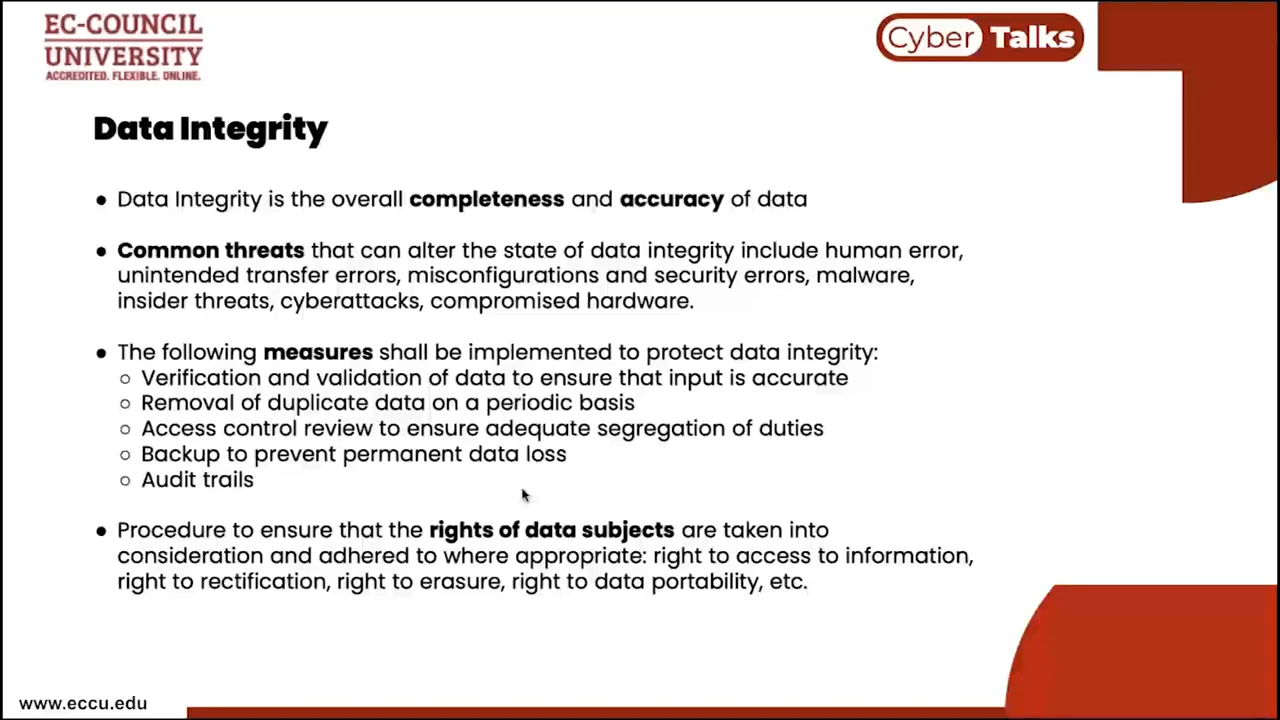 EC-COUNCIL
UNIVERSITY
ACCREDITED. FLEXIBLE. ONLINE.
Cyber Talks
Data Integrity
● Data Integrity is the overall completeness and accuracy of data
● Common threats that can alter the state of data integrity include human error,
unintended transfer errors, misconfigurations and security errors, malware,
insider threats, cyberattacks, compromised hardware.
● The following measures shall be implemented to protect data integrity:
○ Verification and validation of data to ensure that input is accurate
○ Removal of duplicate data on a periodic basis
○ Access control review to ensure adequate segregation of duties
○ Backup to prevent permanent data loss
○ Audit trails
● Procedure to ensure that the rights of data subjects are taken into
consideration and adhered to where appropriate: right to access to information,
right to rectification, right to erasure, right to data portability, etc.
www.eccu.edu